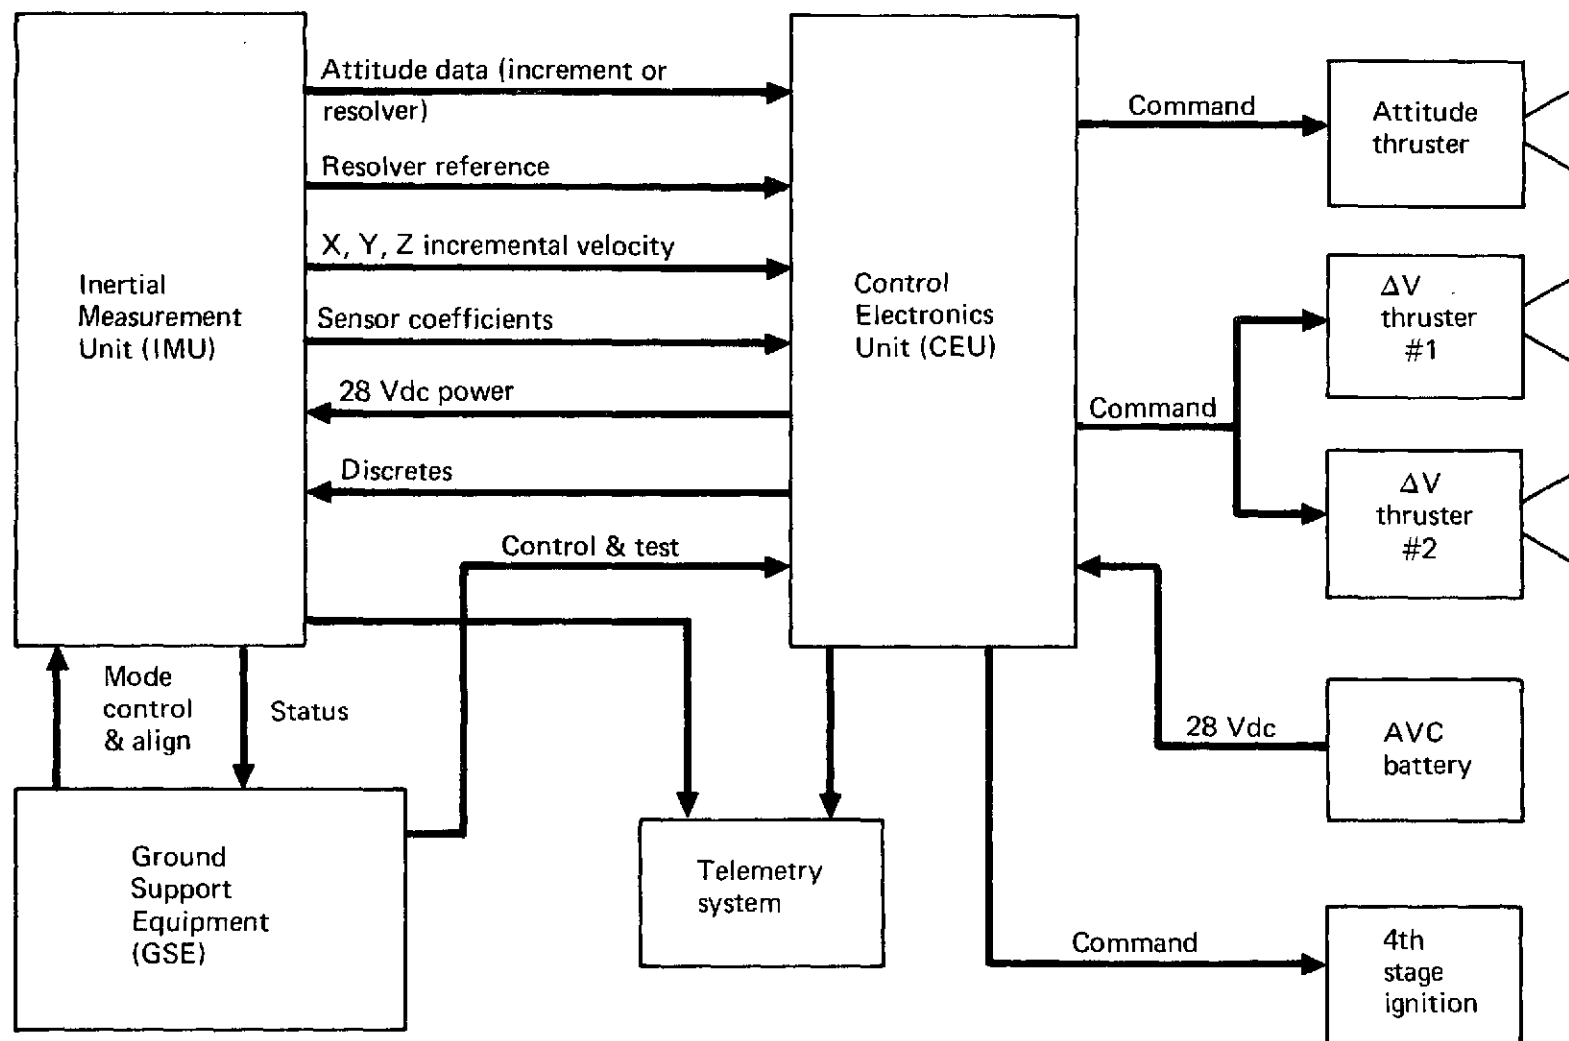 Attitude data (increment or
resolver)
Resolver reference
X, Y, Z incremental velocity
Sensor coefficients
28 Vdc power
Discretes
Control & test
Inertial
Measurement
Unit (IMU)
Control
Electronics
Unit (CEU)
Command
Attitude
thruster
ΔV
thruster
#1
Command
ΔV
thruster
#2
Mode
control
& align
Status
28 Vdc
AVC
battery
Ground
Support
Equipment
(GSE)
Telemetry
system
Command
4th
stage
ignition